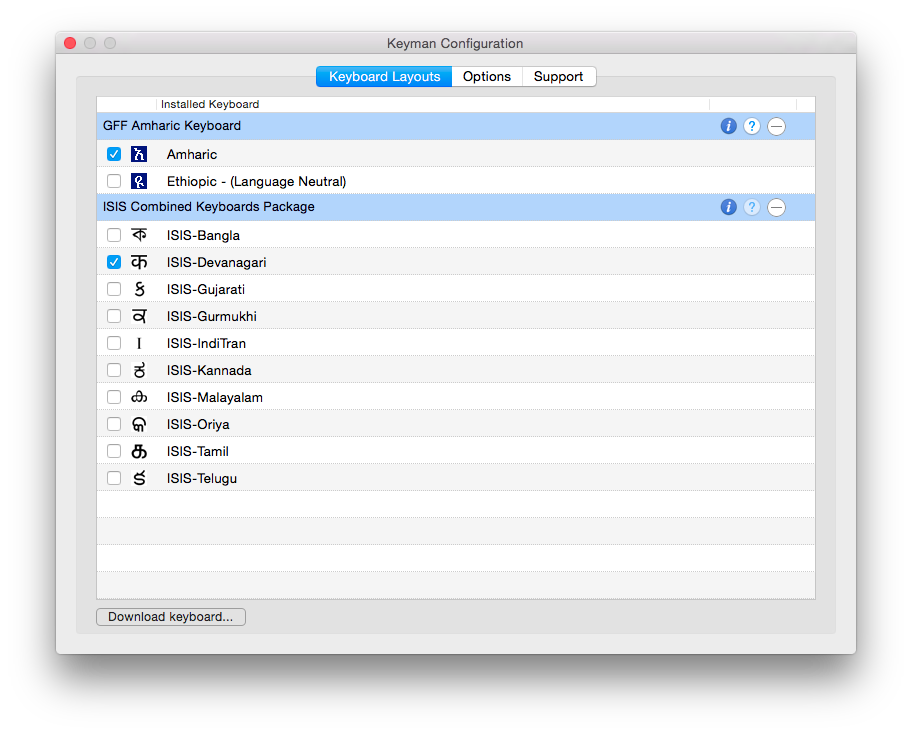 Keyman Configuration
Keyboard Layouts Options Support
Installed Keyboard
GFF Amharic Keyboard i ?
አ Amharic
ዩ Ethiopic - (Language Neutral)
ISIS Combined Keyboards Package i ?
ক ISIS-Bangla
क ISIS-Devanagari
ક ISIS-Gujarati
ਕ ISIS-Gurmukhi
I ISIS-IndiTran
ಕ ISIS-Kannada
ക ISIS-Malayalam
କ ISIS-Oriya
க ISIS-Tamil
క ISIS-Telugu
Download keyboard...